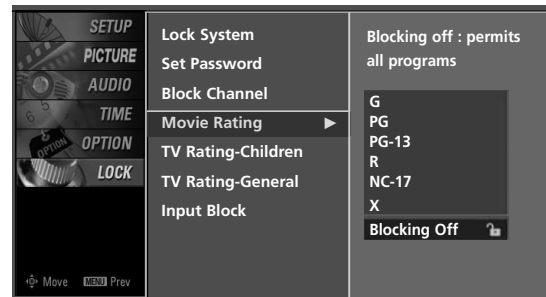 SETUP
PICTURE
AUDIO
TIME
OPTION
LOCK
Move MENU Prev
Lock System
Set Password
Block Channel
Movie Rating
TV Rating-Children
TV Rating-General
Input Block
Blocking off : permits
all programs
G
PG
PG-13
R
NC-17
X
Blocking Off